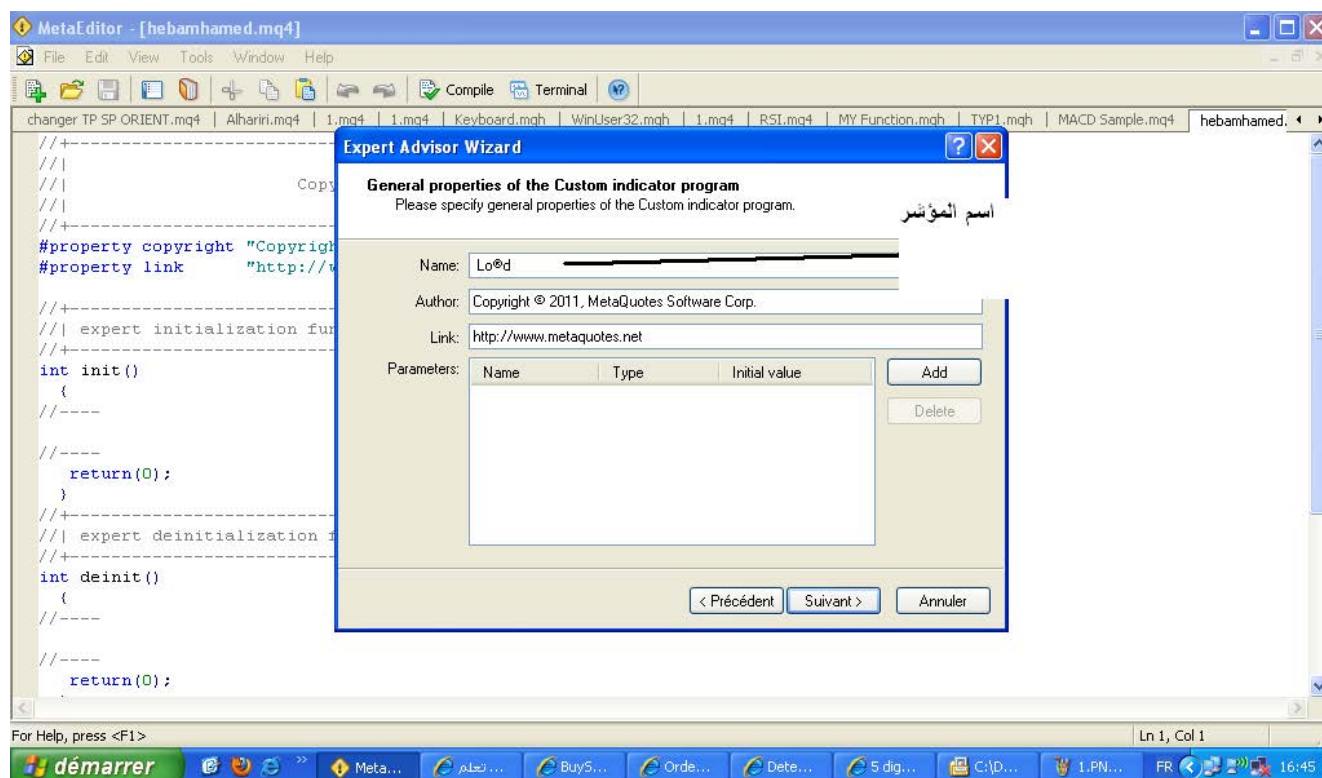 MetaEditor - [hebamhamed.mq4]
File Edit View Tools Window Help
Compile Terminal
changer TP SP ORIENT.mq4 | Alhariri.mq4 | 1.mq4 | 1.mq4 | Keyboard.mqh | WinUser32.mqh | 1.mq4 | RSI.mq4 | MY Function.mqh | TYP1.mqh | MACD Sample.mq4 | hebamhamed.
//+------------------------------
//|
//| Copy
//|
//+------------------------------
#property copyright "Copyrigh
#property link "http://w
//+------------------------------
//| expert initialization fun
//+------------------------------
int init()
{
//----
//----
return(0);
}
//+------------------------------
//| expert deinitialization f
//+------------------------------
int deinit()
{
//----
//----
return(0);
Expert Advisor Wizard
General properties of the Custom indicator program
Please specify general properties of the Custom indicator program.
اسم المؤشر
Name: Lo®d
Author: Copyright © 2011, MetaQuotes Software Corp.
Link: http://www.metaquotes.net
Parameters: Name Type Initial value
Add
Delete
< Précédent Suivant > Annuler
For Help, press <F1> Ln 1, Col 1
démarrer Meta... تعلم ... BuyS... Orde... Dete... 5 dig... C:\D... 1.PN... FR 16:45